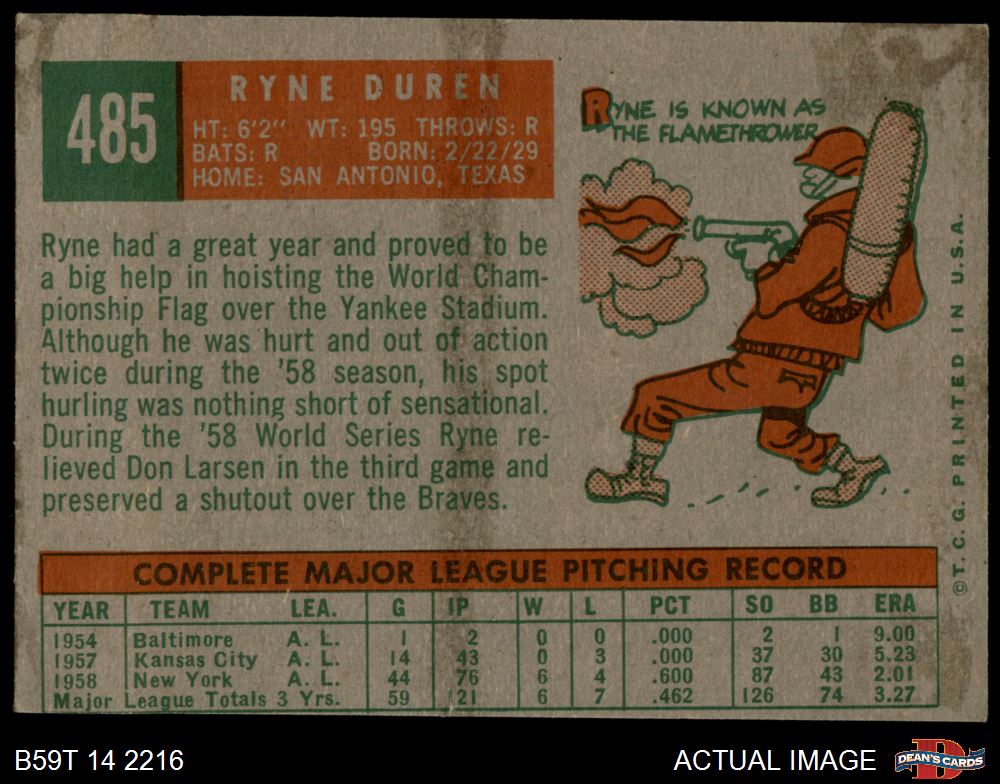 485
RYNE DUREN
HT: 6'2" WT: 195 THROWS: R
BATS: R BORN: 2/22/29
HOME: SAN ANTONIO, TEXAS
RYNE IS KNOWN AS
THE FLAMETHROWER
Ryne had a great year and proved to be
a big help in hoisting the World Cham-
pionship Flag over the Yankee Stadium.
Although he was hurt and out of action
twice during the '58 season, his spot
hurling was nothing short of sensational.
During the '58 World Series Ryne re-
lieved Don Larsen in the third game and
preserved a shutout over the Braves.
©T.C.G. PRINTED IN U.S.A.
COMPLETE MAJOR LEAGUE PITCHING RECORD
YEAR TEAM LEA. G IP W L PCT SO BB ERA
1954 Baltimore A. L. 1 2 0 0 .000 2 1 9.00
1957 Kansas City A. L. 14 43 0 3 .000 37 30 5.23
1958 New York A. L. 44 76 6 4 .600 87 43 2.01
Major League Totals 3 Yrs. 59 121 6 7 .462 126 74 3.27
B59T 14 2216
ACTUAL IMAGE
DEAN'S CARDS